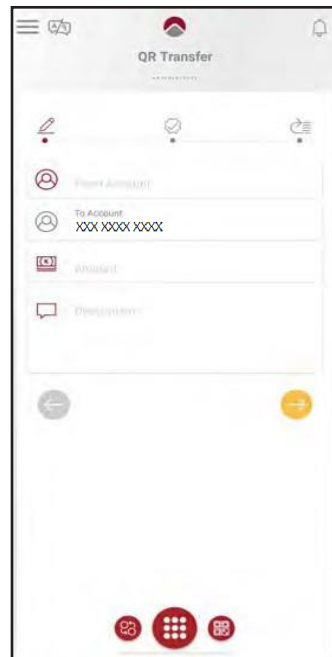 QR Transfer
From Account
To Account
XXX XXXX XXXX
Amount
Description